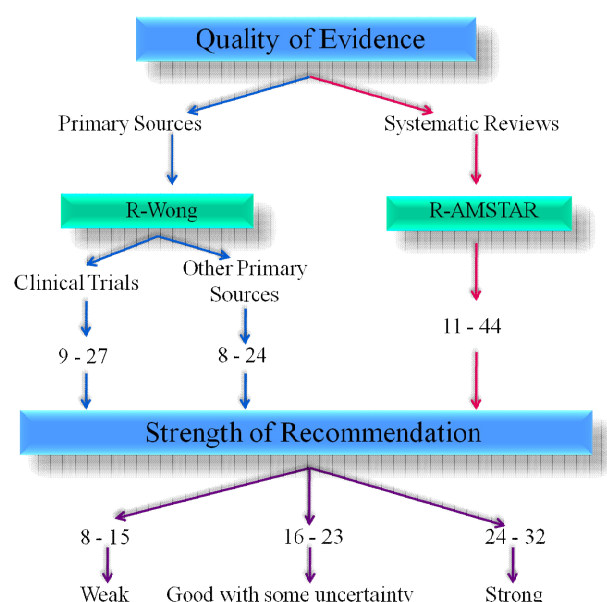 Quality of Evidence
Primary Sources
Systematic Reviews
R-Wong
R-AMSTAR
Clinical Trials
Other Primary
Sources
11 - 44
9 - 27
8 - 24
Strength of Recommendation
8 - 15
16 - 23
24 - 32
Weak
Good with some uncertainty
Strong